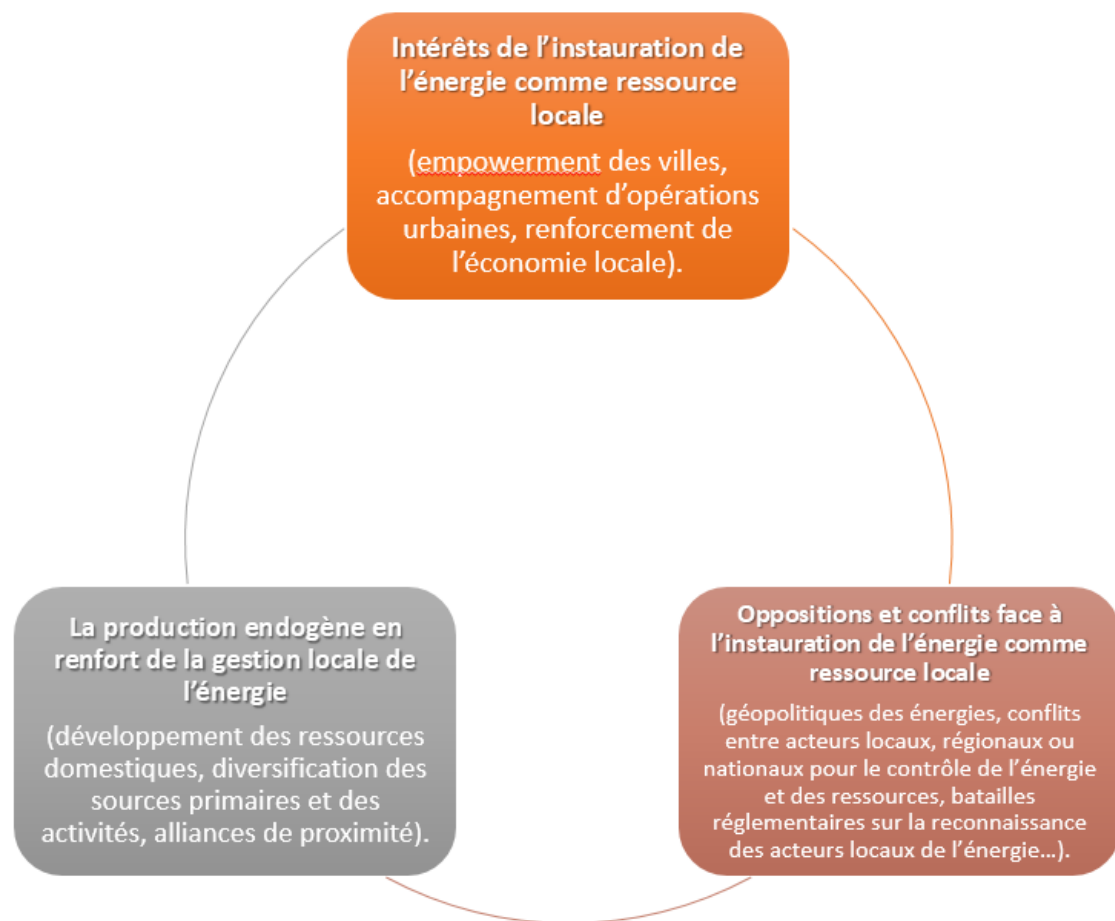 Intérêts de l’instauration de
l’énergie comme ressource
locale
(empowerment des villes,
accompagnement d’opérations
urbaines, renforcement de
l’économie locale).
La production endogène en
renfort de la gestion locale de
l’énergie
(développement des ressources
domestiques, diversification des
sources primaires et des
activités, alliances de proximité).
Oppositions et conflits face à
l’instauration de l’énergie comme
ressource locale
(géopolitiques des énergies, conflits
entre acteurs locaux, régionaux ou
nationaux pour le contrôle de l’énergie
et des ressources, batailles
réglementaires sur la reconnaissance
des acteurs locaux de l’énergie…).